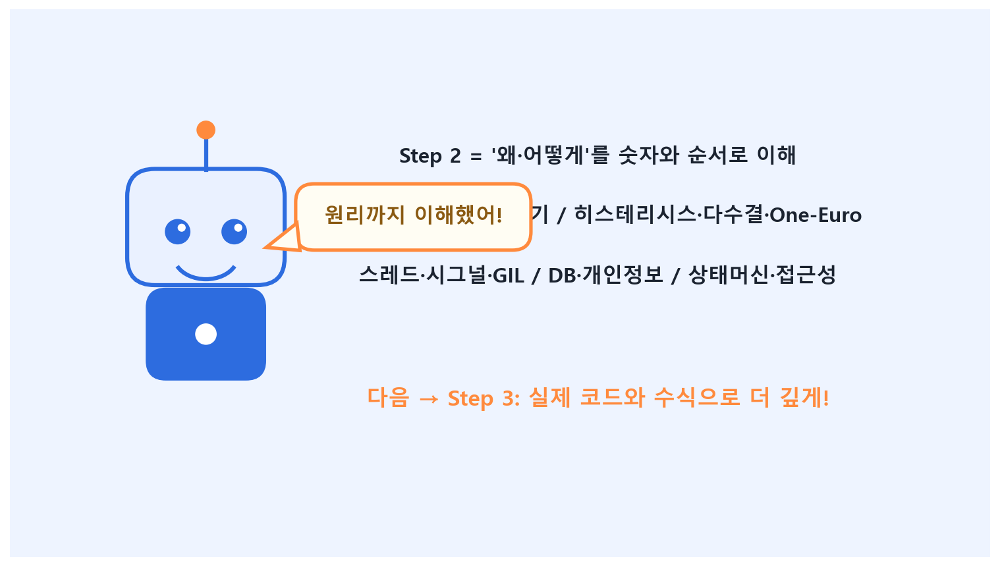 Step 2 = '왜·어떻게'를 숫자와 순서로 이해
원리까지 이해했어!
기 / 히스테리시스·다수결·One-Euro
스레드·시그널·GIL / DB·개인정보 / 상태머신·접근성
다음 → Step 3: 실제 코드와 수식으로 더 깊게!